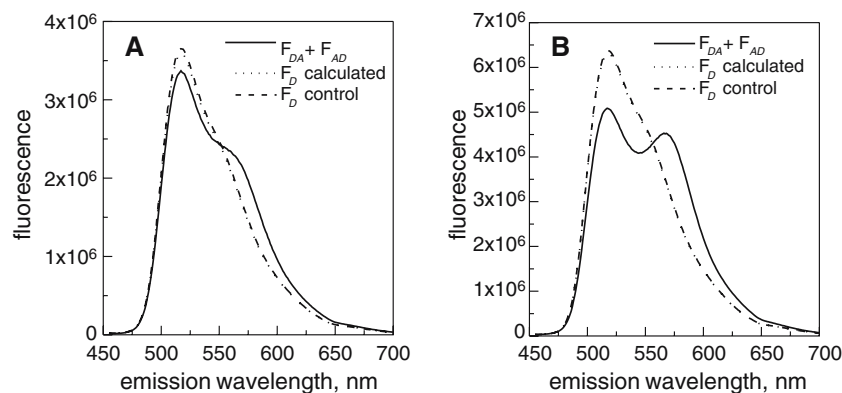 A
F_DA + F_AD
F_D calculated
F_D control
4x10⁶
3x10⁶
2x10⁶
1x10⁶
0
fluorescence
450 500 550 600 650 700
emission wavelength, nm
B
F_DA + F_AD
F_D calculated
F_D control
7x10⁶
6x10⁶
5x10⁶
4x10⁶
3x10⁶
2x10⁶
1x10⁶
0
fluorescence
450 500 550 600 650 700
emission wavelength, nm